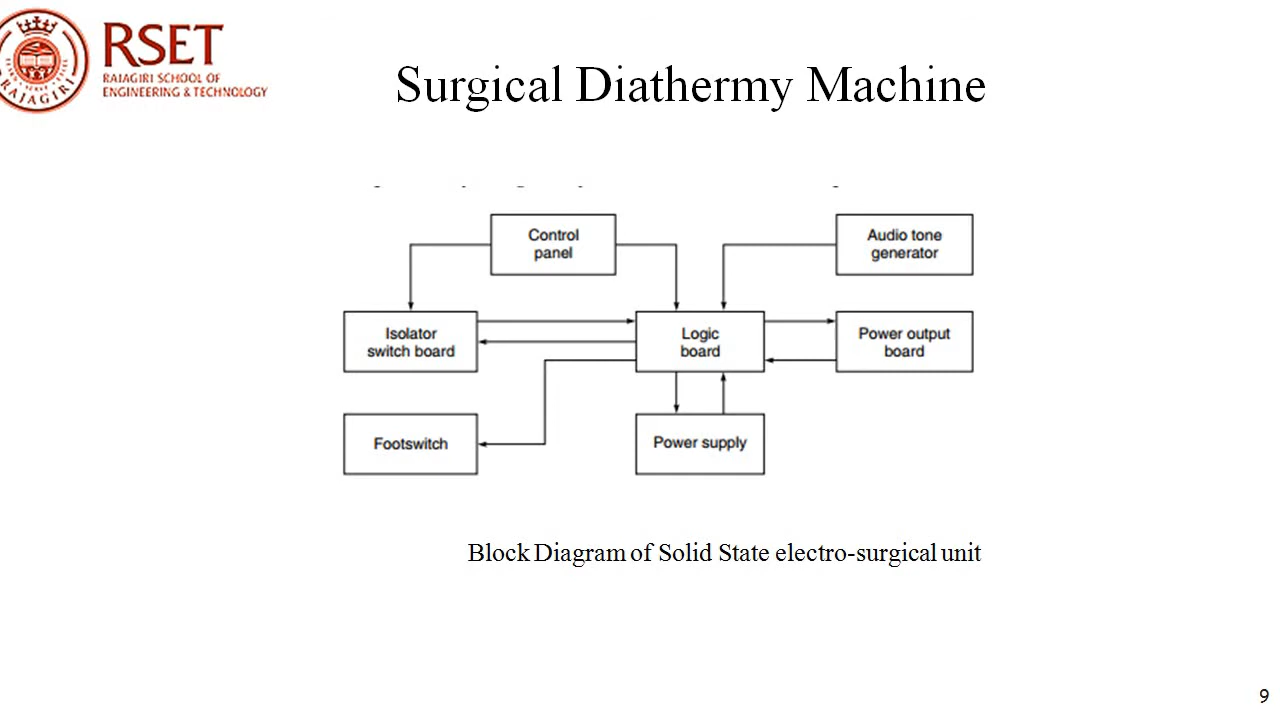 RSET
RAJAGIRI SCHOOL OF
ENGINEERING & TECHNOLOGY
RAJAGIRI
Surgical Diathermy Machine
Control
panel
Audio tone
generator
Isolator
switch board
Logic
board
Power output
board
Footswitch
Power supply
Block Diagram of Solid State electro-surgical unit
9